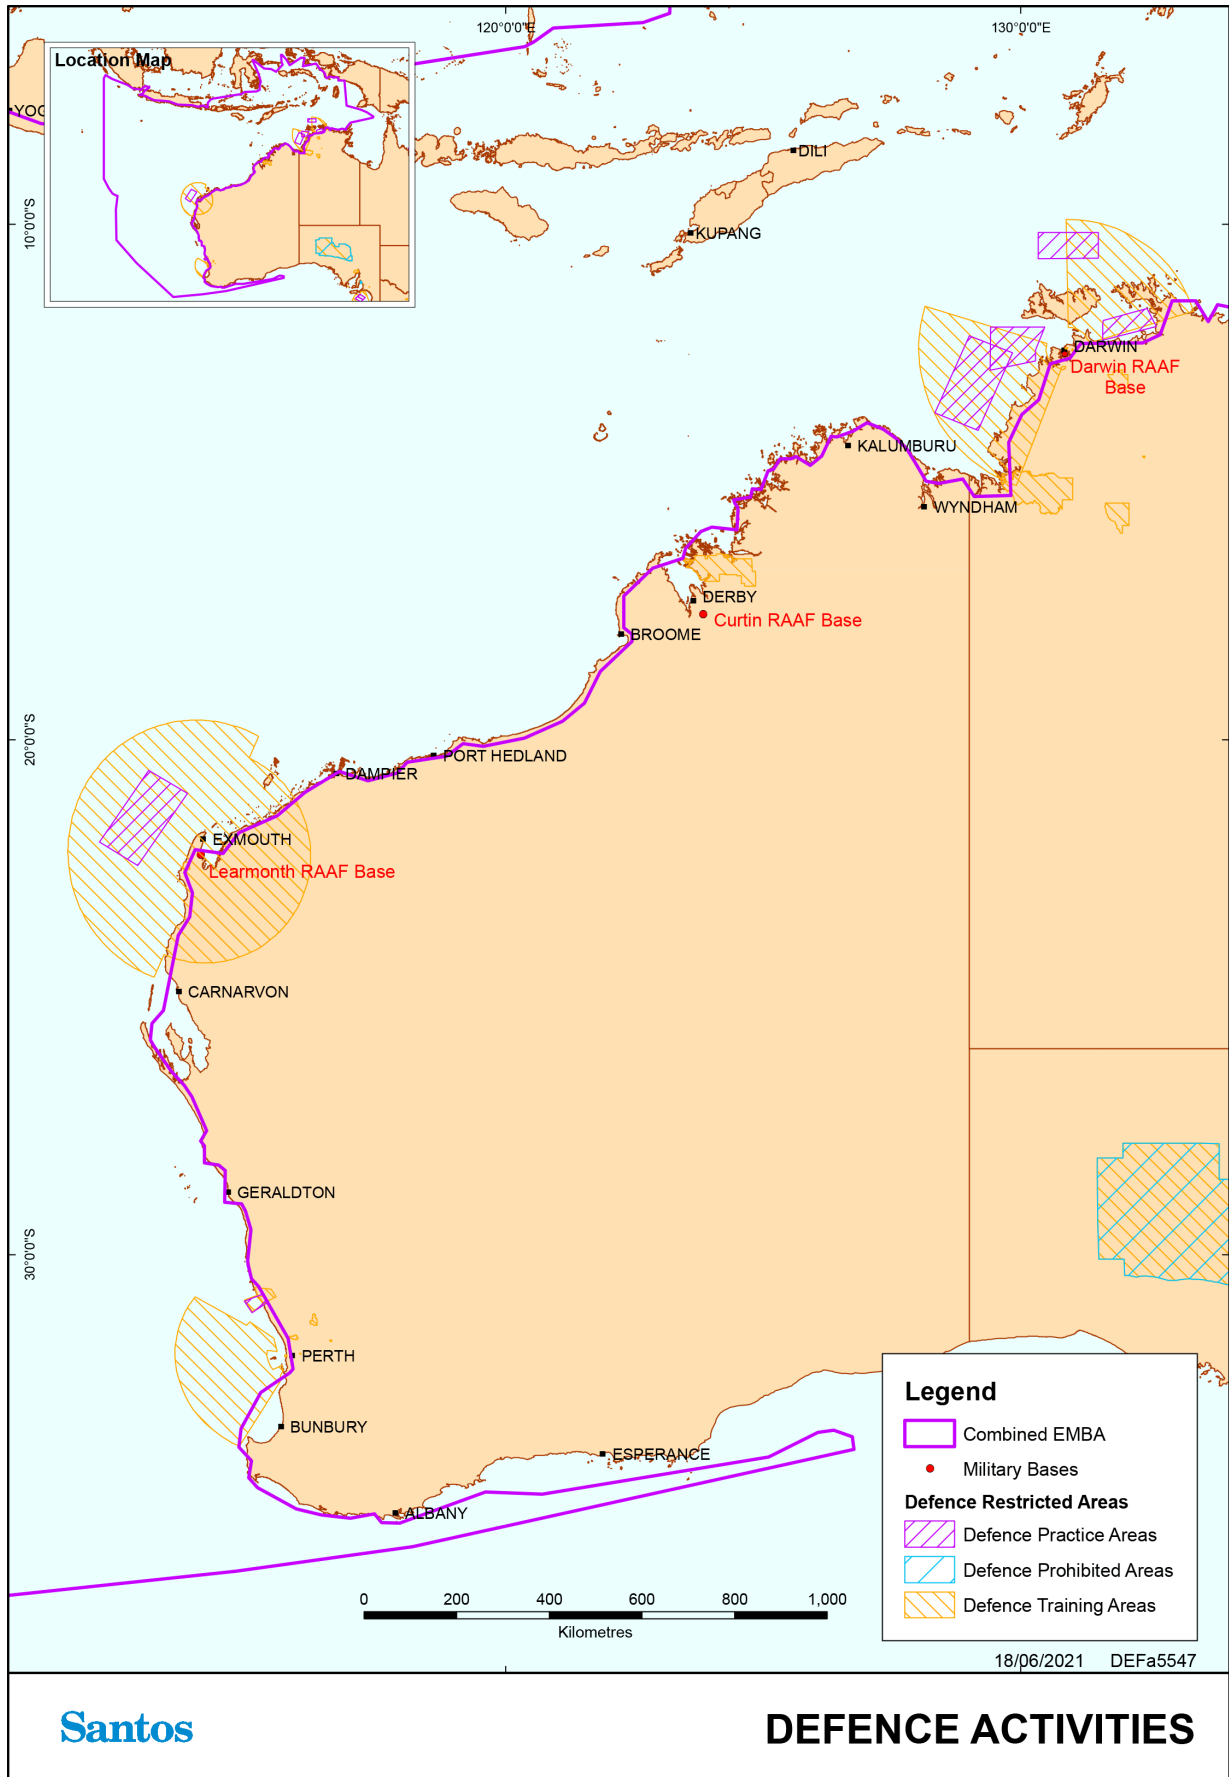 120°0'0"E
130°0'0"E
Location Map
YOG
DILI
10°0'0"S
KUPANG
DARWIN
Darwin RAAF
Base
KALUMBURU
WYNDHAM
DERBY
Curtin RAAF Base
BROOME
20°0'0"S
PORT HEDLAND
DAMPIER
EXMOUTH
Learmonth RAAF Base
CARNARVON
GERALDTON
30°0'0"S
PERTH
BUNBURY
ESPERANCE
ALBANY
Legend
Combined EMBA
Military Bases
Defence Restricted Areas
Defence Practice Areas
Defence Prohibited Areas
Defence Training Areas
0 200 400 600 800 1,000
Kilometres
18/06/2021 DEFa5547
Santos
DEFENCE ACTIVITIES